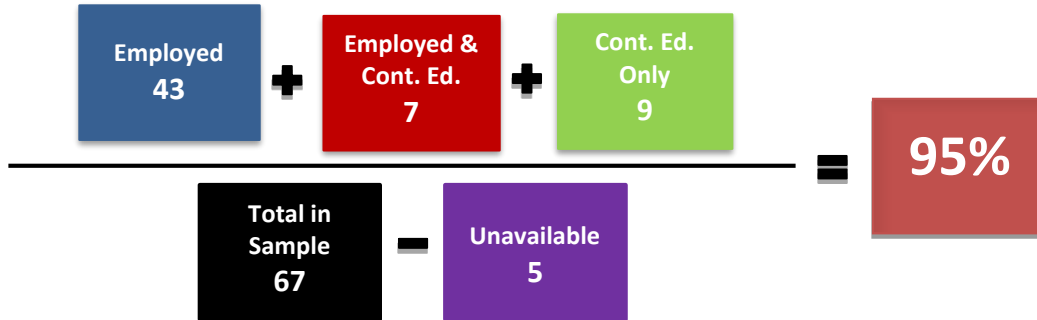 Employed
43
+
Employed &
Cont. Ed.
7
+
Cont. Ed.
Only
9
=
95%
Total in
Sample
67
-
Unavailable
5